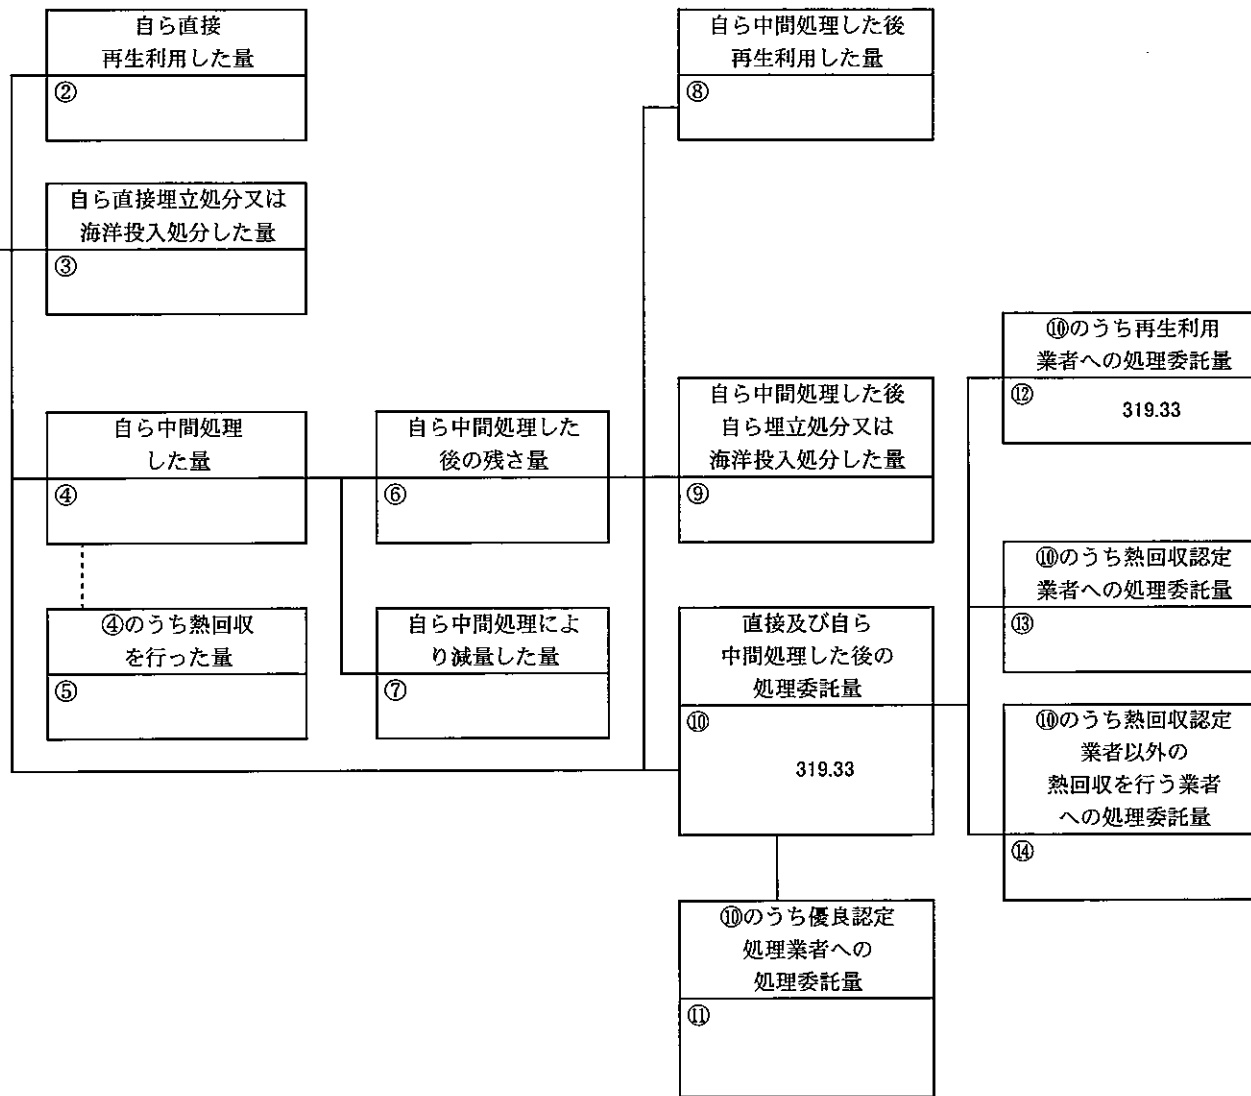 自ら直接
再生利用した量
②
自ら中間処理した後
再生利用した量
⑧
自ら直接埋立処分又は
海洋投入処分した量
③
⑩のうち再生利用
業者への処理委託量
⑫
319.33
自ら中間処理
した量
④
自ら中間処理した
後の残さ量
⑥
自ら中間処理した後
自ら埋立処分又は
海洋投入処分した量
⑨
⑩のうち熱回収認定
業者への処理委託量
⑬
④のうち熱回収
を行った量
⑤
自ら中間処理によ
り減量した量
⑦
直接及び自ら
中間処理した後の
処理委託量
⑩
319.33
⑩のうち熱回収認定
業者以外の
熱回収を行う業者
への処理委託量
⑭
⑩のうち優良認定
処理業者への
処理委託量
⑪